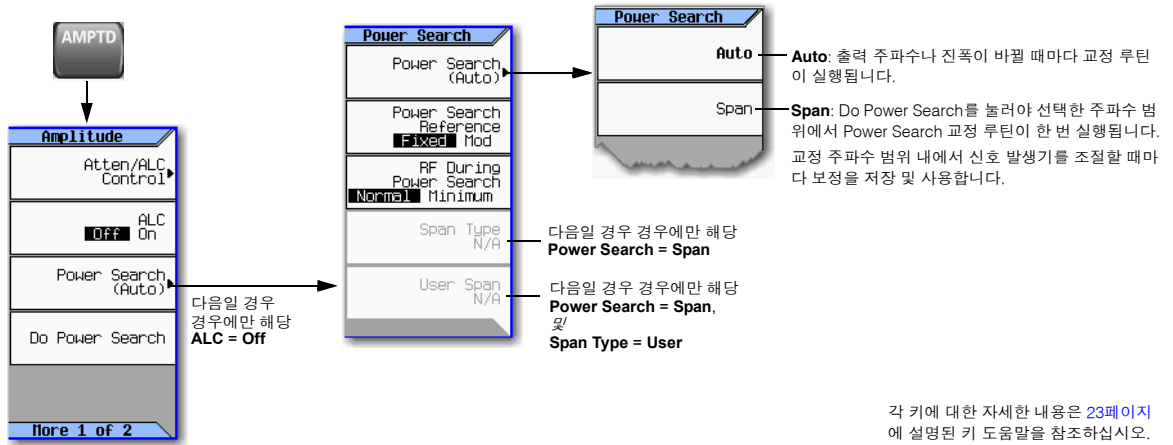 AMPTD
Amplitude
Atten/ALC
Control
ALC
Off On
Power Search
(Auto)
Do Power Search
More 1 of 2
다음일 경우
경우에만 해당
ALC = Off
Power Search
Power Search
(Auto)
Power Search
Reference
Fixed Mod
RF During
Power Search
Normal Minimum
Span Type
N/A
User Span
N/A
다음일 경우 경우에만 해당
Power Search = Span
다음일 경우 경우에만 해당
Power Search = Span,
및
Span Type = User
Power Search
Auto
Span
Auto: 출력 주파수나 진폭이 바뀔 때마다 교정 루틴
이 실행됩니다.
Span: Do Power Search를 눌러야 선택한 주파수 범
위에서 Power Search 교정 루틴이 한 번 실행됩니다.
교정 주파수 범위 내에서 신호 발생기를 조절할 때마
다 보정을 저장 및 사용합니다.
각 키에 대한 자세한 내용은 23페이지
에 설명된 키 도움말을 참조하십시오.